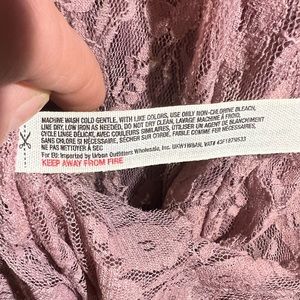 MACHINE WASH COLD GENTLE, WITH LIKE COLORS, USE ONLY NON-CHLORINE BLEACH,
LINE DRY, LOW IRON AS NEEDED, DO NOT DRY CLEAN, LAVAGE MACHINE À FROID,
CYCLE LINGE DÉLICAT, AVEC COULEURS SIMILAIRES, UTILISER UN AGENT DE BLANCHIMENT
SANS CHLORE SI NÉCESSAIRE, SÉCHER SUR CORDE, FAIBLE COMME FER NECESSAIRES,
NE PAS NETTOYER À SEC
For EU: Imported by Urban Outfitters Wholesale, Inc. VAT#
KEEP AWAY FROM FIRE